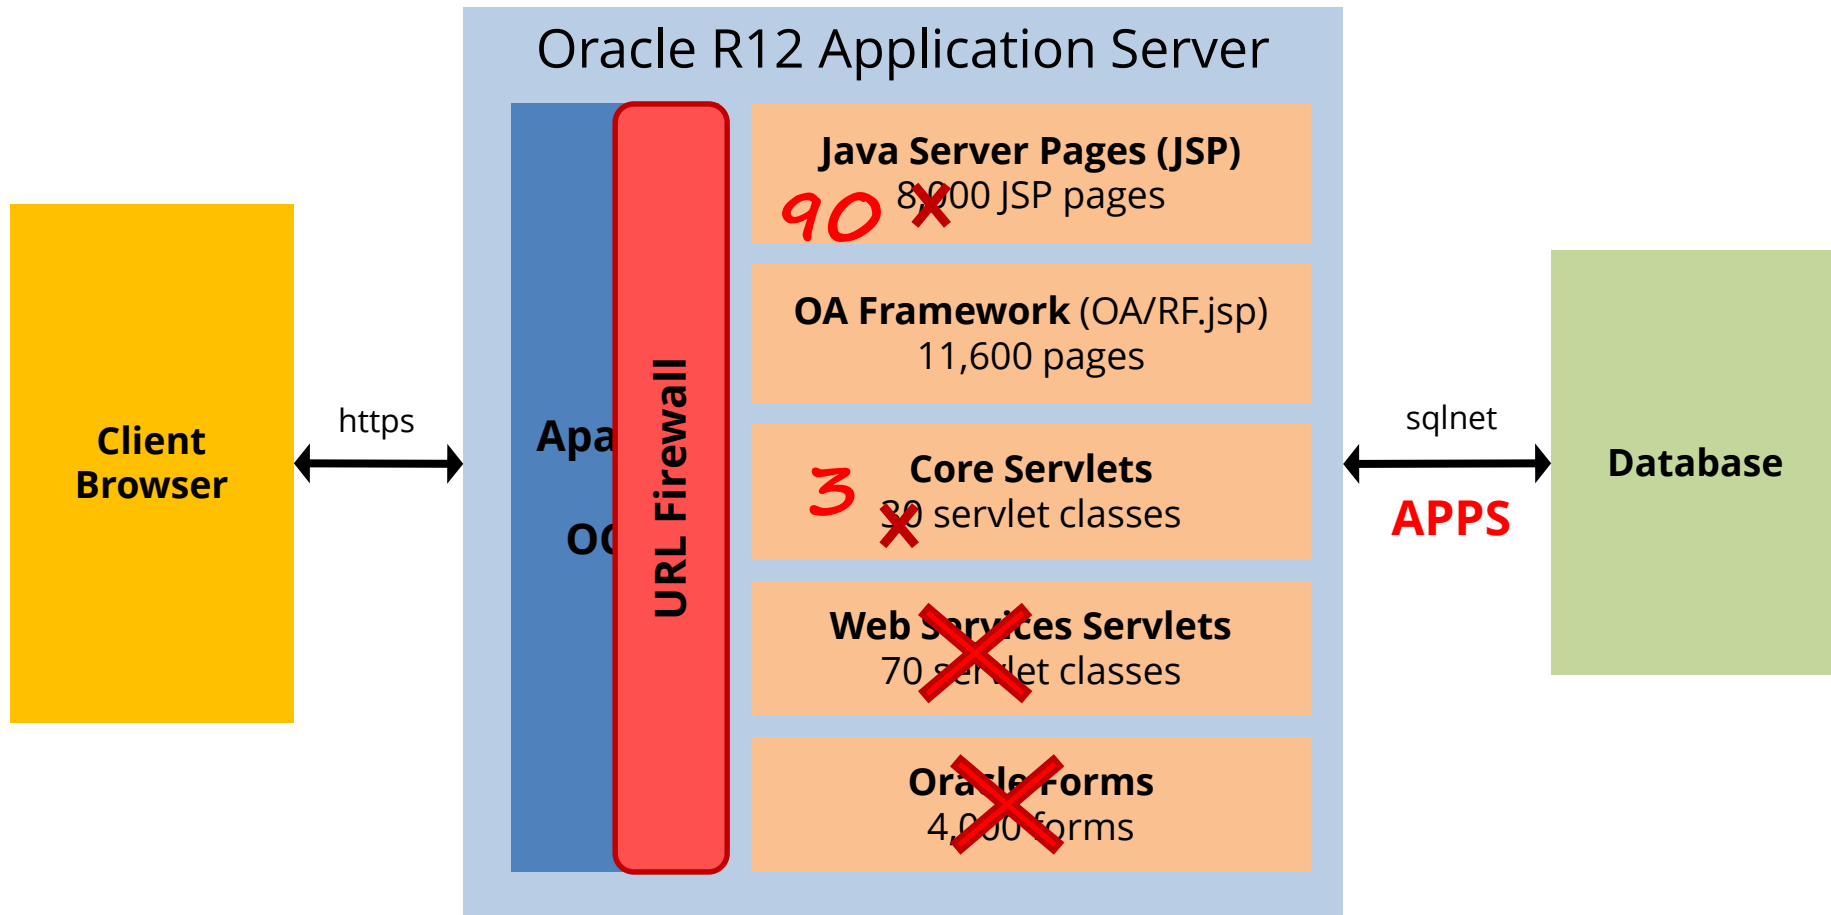 Oracle R12 Application Server
Client
Browser
https
Apa
OC
URL Firewall
Java Server Pages (JSP)
90 8,000 JSP pages
OA Framework (OA/RF.jsp)
11,600 pages
Core Servlets
3 30 servlet classes
Web Services Servlets
70 servlet classes
Oracle Forms
4,000 forms
sqlnet
APPS
Database